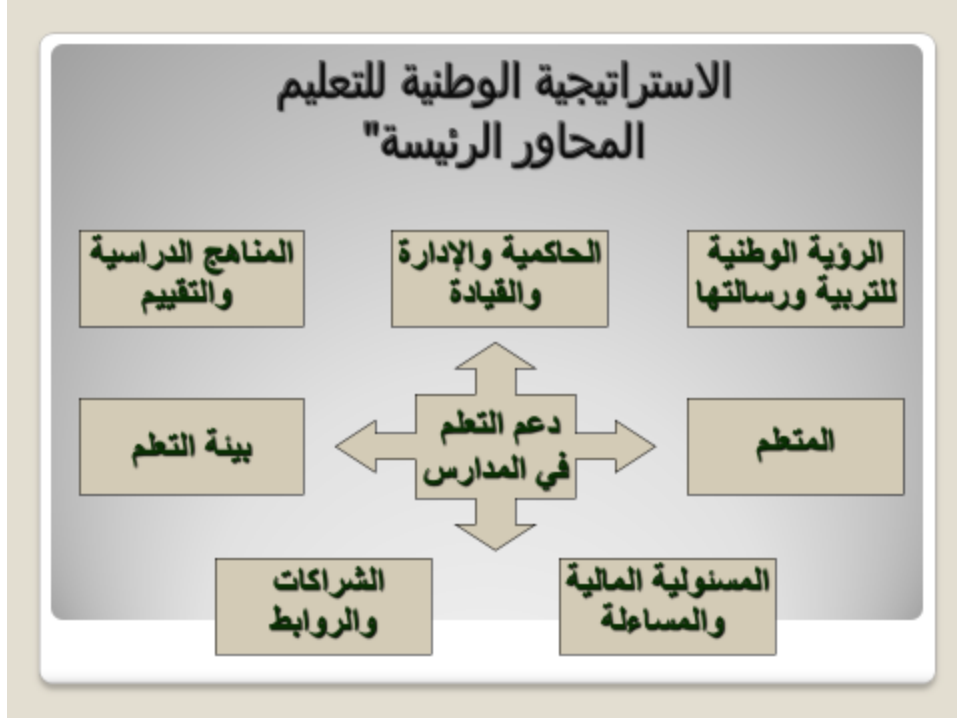 الاستراتيجية الوطنية للتعليم
المحاور الرئيسة"
الرؤية الوطنية
للتربية ورسالتها
الحاكمية والإدارة
والقيادة
المناهج الدراسية
والتقييم
المتعلم
دعم التعلم
في المدارس
بيئة التعلم
المسئولية المالية
والمساءلة
الشراكات
والروابط